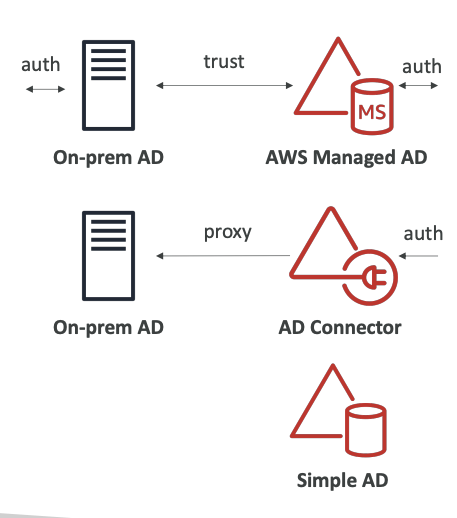 auth
trust
auth
MS
On-prem AD
AWS Managed AD
proxy
auth
On-prem AD
AD Connector
Simple AD